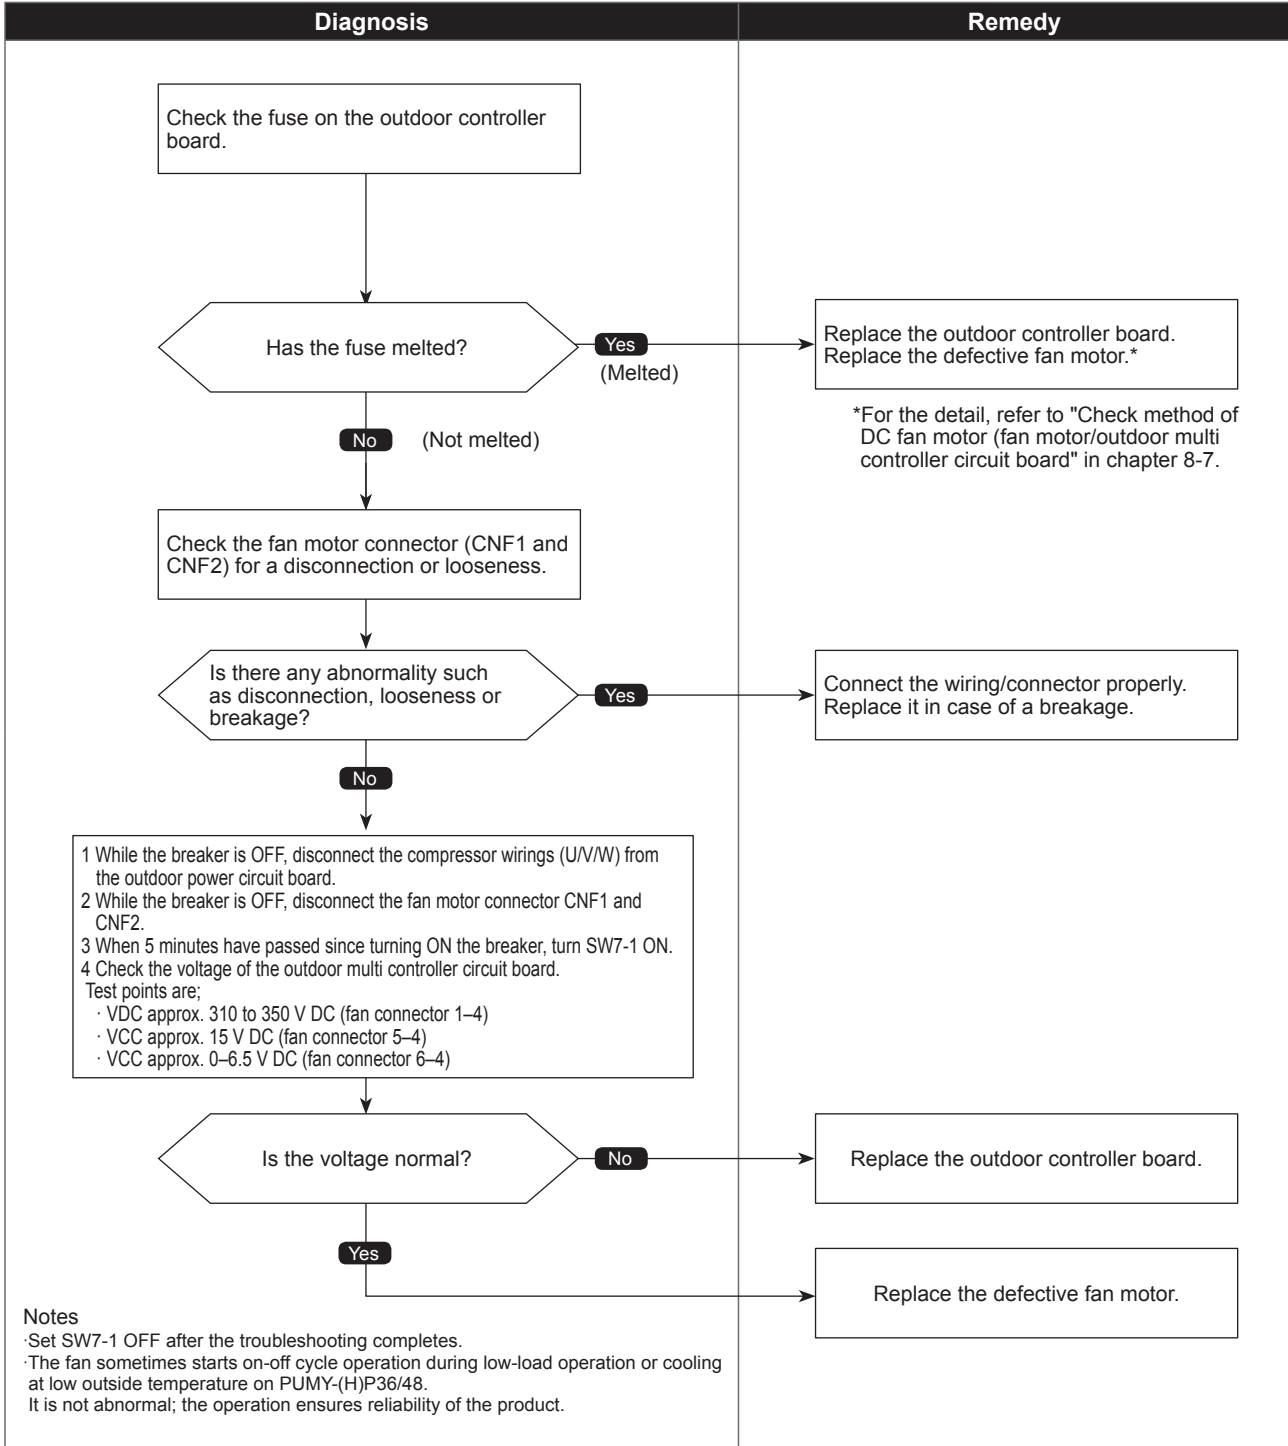 Diagnosis
Remedy
Check the fuse on the outdoor controller
board.
Has the fuse melted?
Yes
(Melted)
Replace the outdoor controller board.
Replace the defective fan motor.*
*For the detail, refer to "Check method of
DC fan motor (fan motor/outdoor multi
controller circuit board" in chapter 8-7.
No
(Not melted)
Check the fan motor connector (CNF1 and
CNF2) for a disconnection or looseness.
Is there any abnormality such
as disconnection, looseness or
breakage?
Yes
Connect the wiring/connector properly.
Replace it in case of a breakage.
No
1 While the breaker is OFF, disconnect the compressor wirings (U/V/W) from
the outdoor power circuit board.
2 While the breaker is OFF, disconnect the fan motor connector CNF1 and
CNF2.
3 When 5 minutes have passed since turning ON the breaker, turn SW7-1 ON.
4 Check the voltage of the outdoor multi controller circuit board.
Test points are;
· VDC approx. 310 to 350 V DC (fan connector 1–4)
· VCC approx. 15 V DC (fan connector 5–4)
· VCC approx. 0–6.5 V DC (fan connector 6–4)
Is the voltage normal?
No
Replace the outdoor controller board.
Yes
Replace the defective fan motor.
Notes
·Set SW7-1 OFF after the troubleshooting completes.
·The fan sometimes starts on-off cycle operation during low-load operation or cooling
at low outside temperature on PUMY-(H)P36/48.
It is not abnormal; the operation ensures reliability of the product.